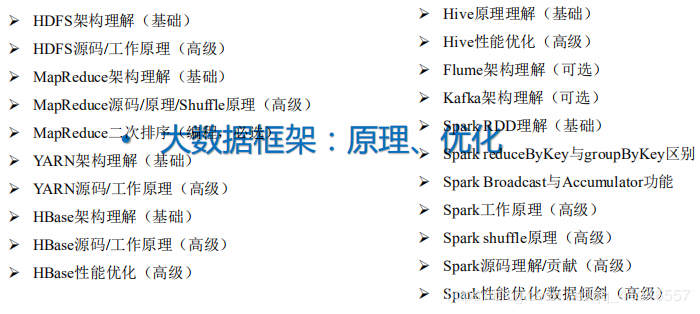 HDFS架构理解（基础）
HDFS源码/工作原理（高级）
MapReduce架构理解（基础）
MapReduce源码/原理/Shuffle原理（高级）
MapReduce二次排序（编程，必选）
YARN架构理解（基础）
YARN源码/工作原理（高级）
HBase架构理解（基础）
HBase源码/工作原理（高级）
HBase性能优化（高级）
大数据框架：原理、优化
Hive原理理解（基础）
Hive性能优化（高级）
Flume架构理解（可选）
Kafka架构理解（可选）
Spark RDD理解（基础）
Spark reduceByKey与groupByKey区别
Spark Broadcast与Accumulator功能
Spark工作原理（高级）
Spark shuffle原理（高级）
Spark源码理解/贡献（高级）
Spark性能优化/数据倾斜（高级）